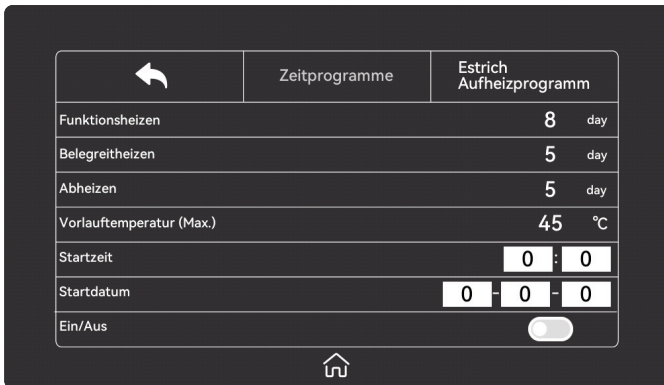 Zeitprogramme
Estrich
Aufheizprogramm
Funktionsheizen 8 day
Belegreitheizen 5 day
Abheizen 5 day
Vorlauftemperatur (Max.) 45 °C
Startzeit 0 : 0
Startdatum 0 - 0 - 0
Ein/Aus